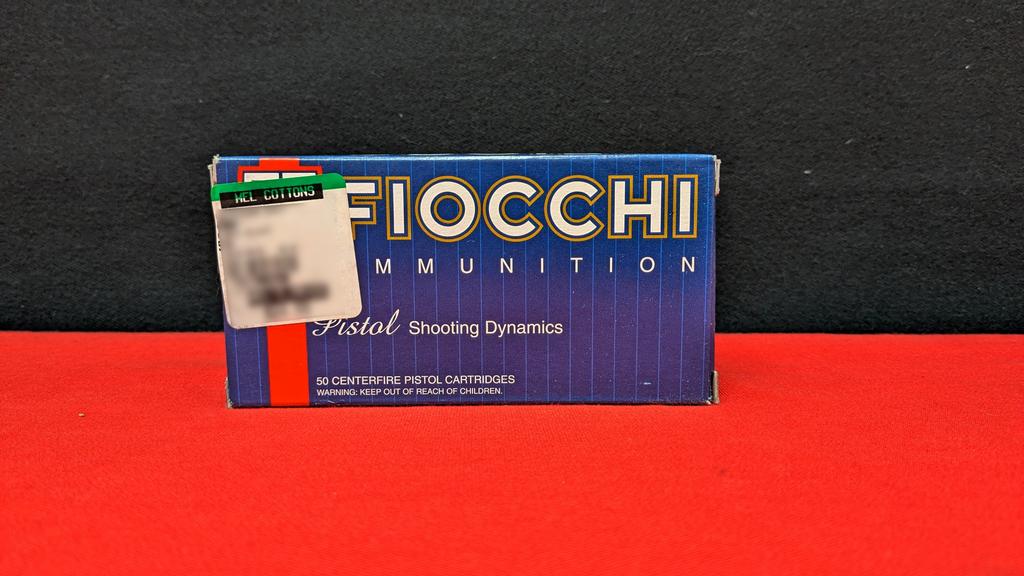 MEL COTTONS
FIOCCHI
MMUNITION
Pistol Shooting Dynamics
50 CENTERFIRE PISTOL CARTRIDGES
WARNING: KEEP OUT OF REACH OF CHILDREN.